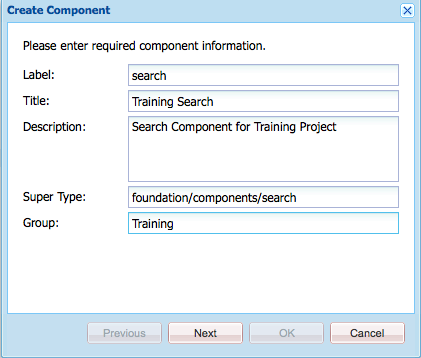 Create Component
Please enter required component information.
Label: search
Title: Training Search
Description: Search Component for Training Project
Super Type: foundation/components/search
Group: Training
Previous Next OK Cancel